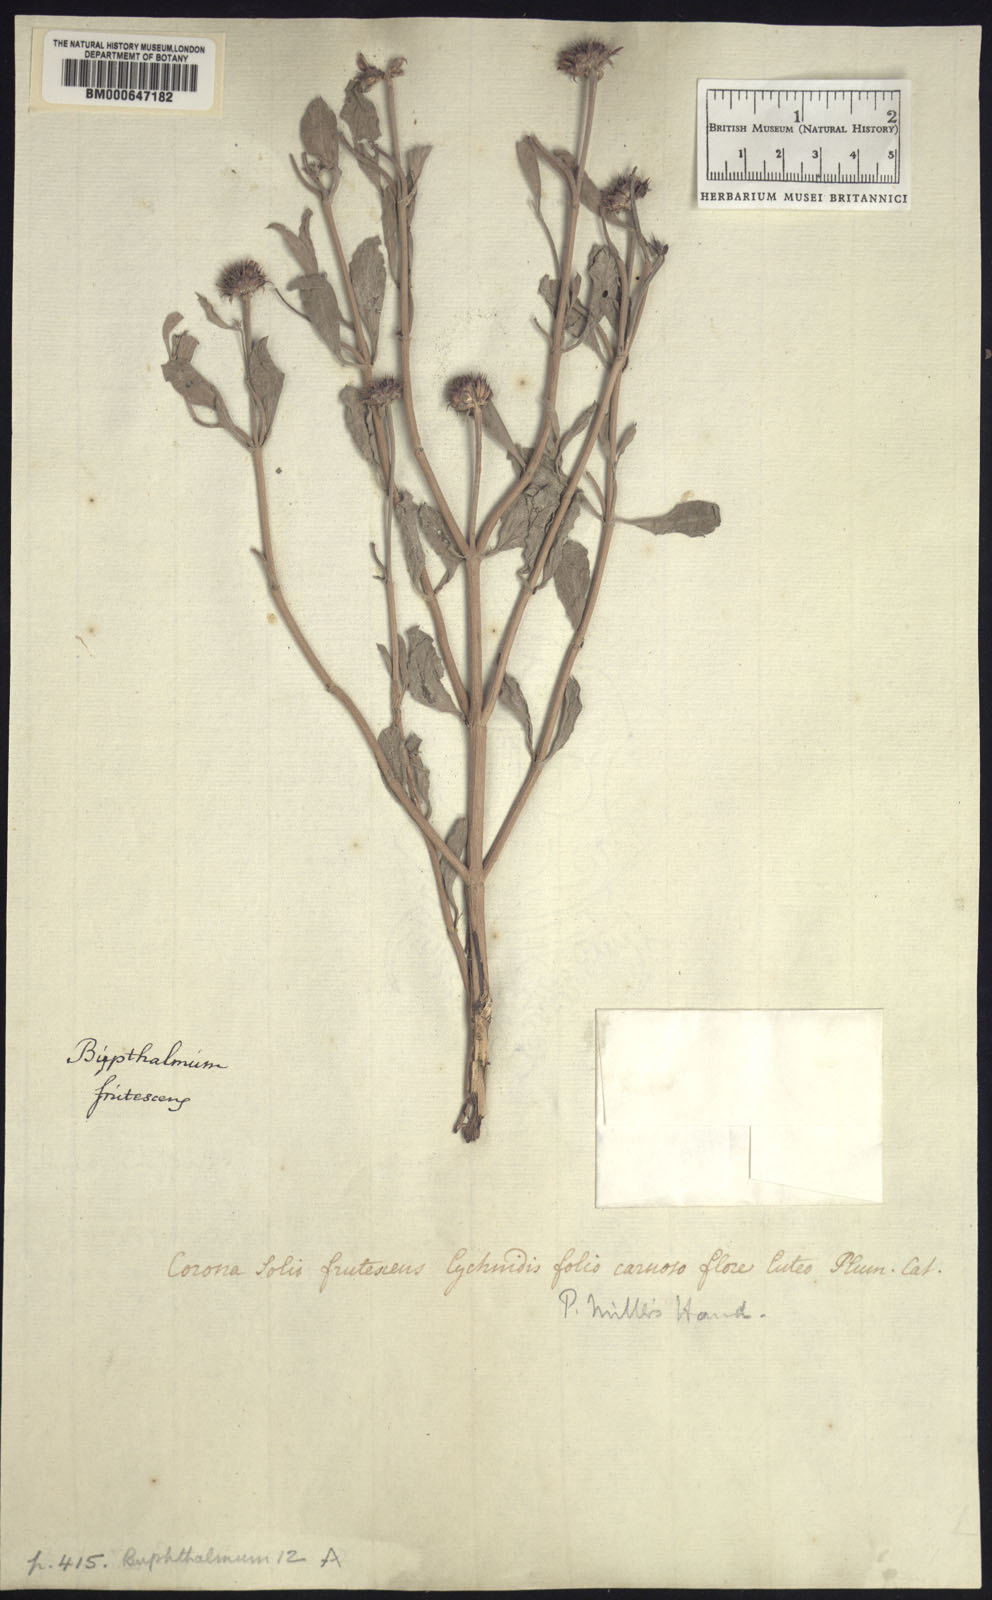 THE NATURAL HISTORY MUSEUM,LONDON
DEPARTMEMT OF BOTANY
BM000647182
1 2
BRITISH MUSEUM (NATURAL HISTORY)
1 2 3 4 5
HERBARIUM MUSEI BRITANNICI
Bupthalmum
frutescens
Corona Solis frutescens Lychnidis folio carnoso flore luteo Plum. Cat.
P. Miller's Hand.
p. 415. Buphthalmum 12 A